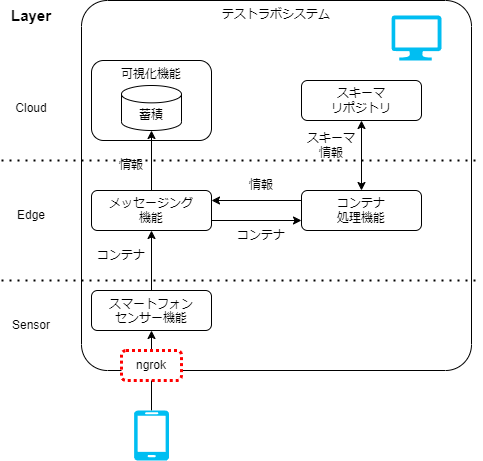 Layer
テストラボシステム
Cloud
可視化機能
蓄積
スキーマ
リポジトリ
情報
スキーマ
情報
Edge
メッセージング
機能
情報
コンテナ
コンテナ
処理機能
コンテナ
Sensor
スマートフォン
センサー機能
ngrok